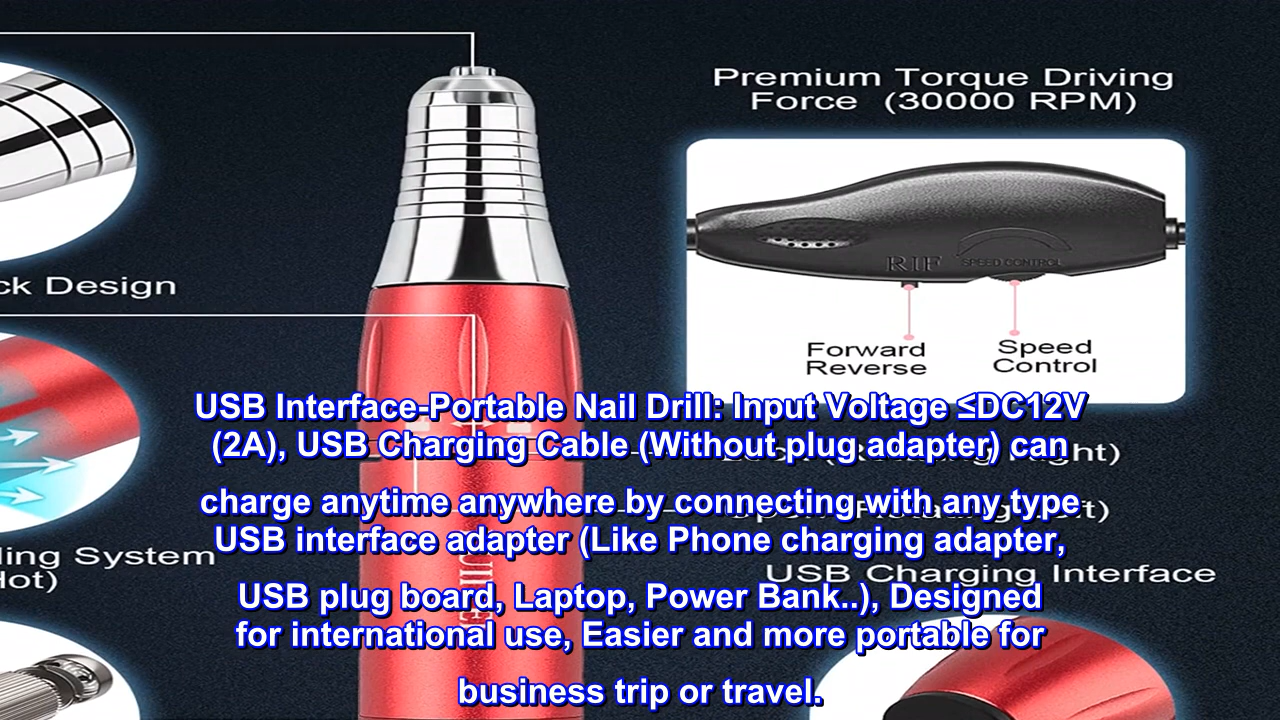 Premium Torque Driving
Force (30000 RPM)
R|F
SPEED CONTROL
ck Design
Forward
Reverse
Speed
Control
USB Interface-Portable Nail Drill: Input Voltage ≤DC12V
(2A), USB Charging Cable (Without plug adapter) can
charge anytime anywhere by connecting with any type
USB interface adapter (Like Phone charging adapter,
ling System
Hot)
USB Charging Interface
USB plug board, Laptop, Power Bank..), Designed
for international use, Easier and more portable for
business trip or travel.